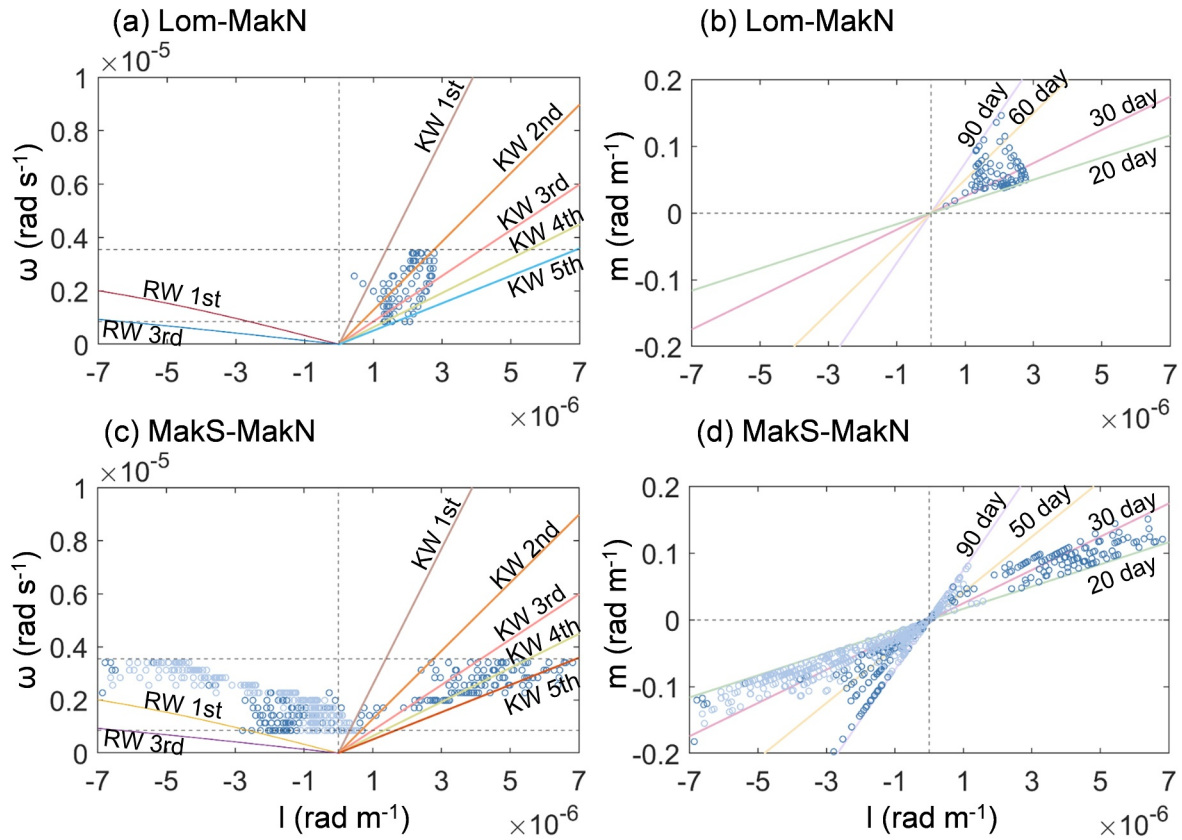 (a) Lom-MakN
×10⁻⁵
ω (rad s⁻¹)
1
0.8
0.6
0.4
0.2
0
KW 1st
KW 2nd
KW 3rd
KW 4th
KW 5th
RW 1st
RW 3rd
-7 -5 -3 -1 1 3 5 7
×10⁻⁶
(b) Lom-MakN
m (rad m⁻¹)
0.2
0.1
0
-0.1
-0.2
90 day
60 day
30 day
20 day
-7 -5 -3 -1 1 3 5 7
×10⁻⁶
(c) MakS-MakN
×10⁻⁵
ω (rad s⁻¹)
1
0.8
0.6
0.4
0.2
0
KW 1st
KW 2nd
KW 3rd
KW 4th
KW 5th
RW 1st
RW 3rd
-7 -5 -3 -1 1 3 5 7
l (rad m⁻¹)
×10⁻⁶
(d) MakS-MakN
m (rad m⁻¹)
0.2
0.1
0
-0.1
-0.2
90 day
50 day
30 day
20 day
-7 -5 -3 -1 1 3 5 7
l (rad m⁻¹)
×10⁻⁶